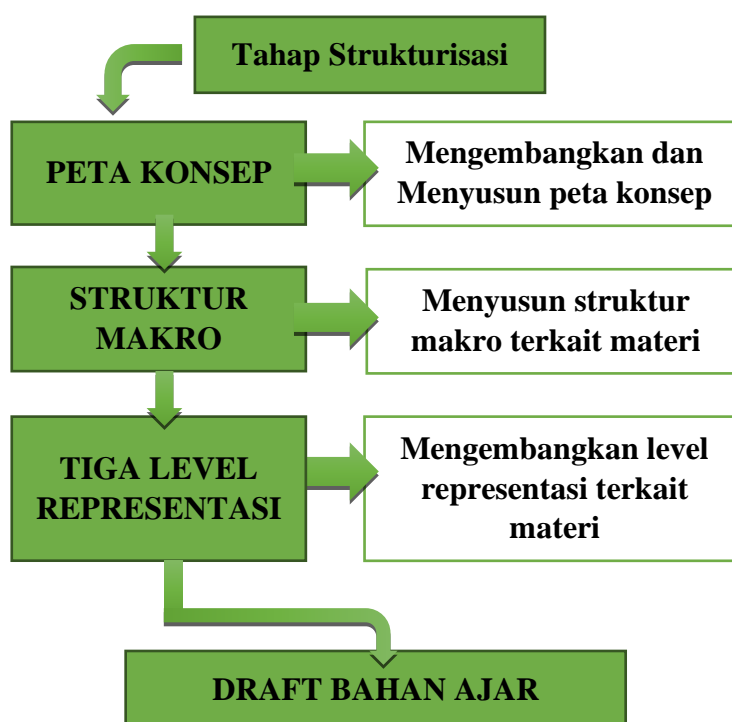 Tahap Strukturisasi
PETA KONSEP
Mengembangkan dan
Menyusun peta konsep
STRUKTUR
MAKRO
Menyusun struktur
makro terkait materi
TIGA LEVEL
REPRESENTASI
Mengembangkan level
representasi terkait
materi
DRAFT BAHAN AJAR